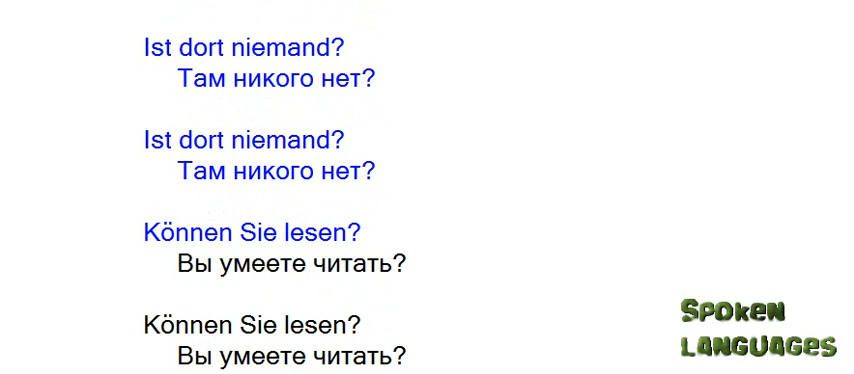 Ist dort niemand?
Там никого нет?
Ist dort niemand?
Там никого нет?
Können Sie lesen?
Вы умеете читать?
Können Sie lesen?
Вы умеете читать?
Spoken
Languages